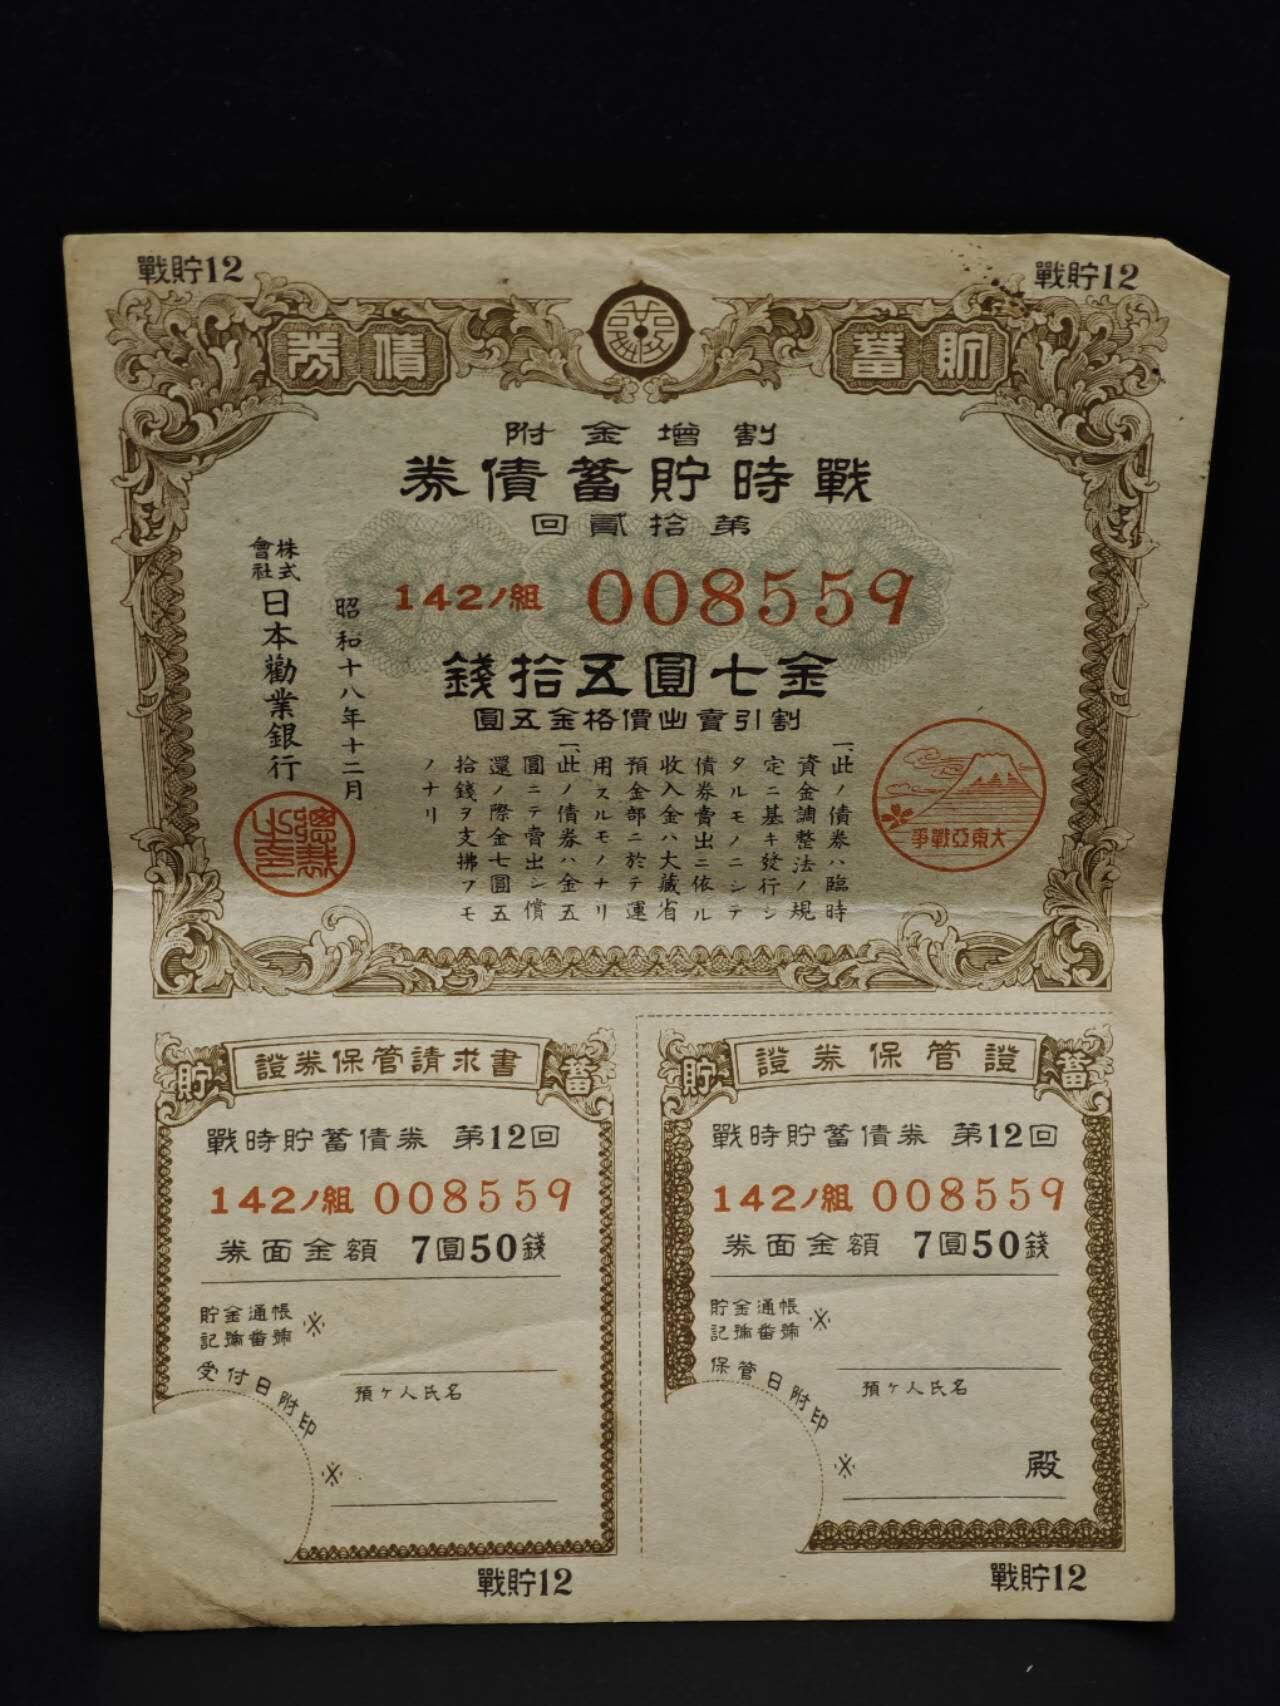 戰貯12
戰貯12
貯蓄
債券
割增金附
戰時貯蓄債券
第拾貳回
142ノ組 008559
金七圓五拾錢
割引賣出價格金五圓
一、此ノ債券ハ臨時
資金調整法ノ規
定ニ基キ發行シ
タルモノニシテ
債券賣出ニ依ル
收入金ハ大藏省
預金部ニ於テ運
用スルモノナリ
一、此ノ債券ハ金五
圓ニテ賣出シ償
還ノ際金七圓五
拾錢ヲ支拂フモ
ノナリ
昭和十八年十二月
株式會社日本勸業銀行
總裁之印
大東亞戰爭
貯
證券保管請求書
蓄
戰時貯蓄債券 第12回
142ノ組 008559
券面金額 7圓50錢
貯金通帳
記號番號 ※
受付日附印
預ケ人氏名
※
戰貯12
貯
證券保管證
蓄
戰時貯蓄債券 第12回
142ノ組 008559
券面金額 7圓50錢
貯金通帳
記號番號 ※
保管日附印
預ケ人氏名
※
殿
戰貯12